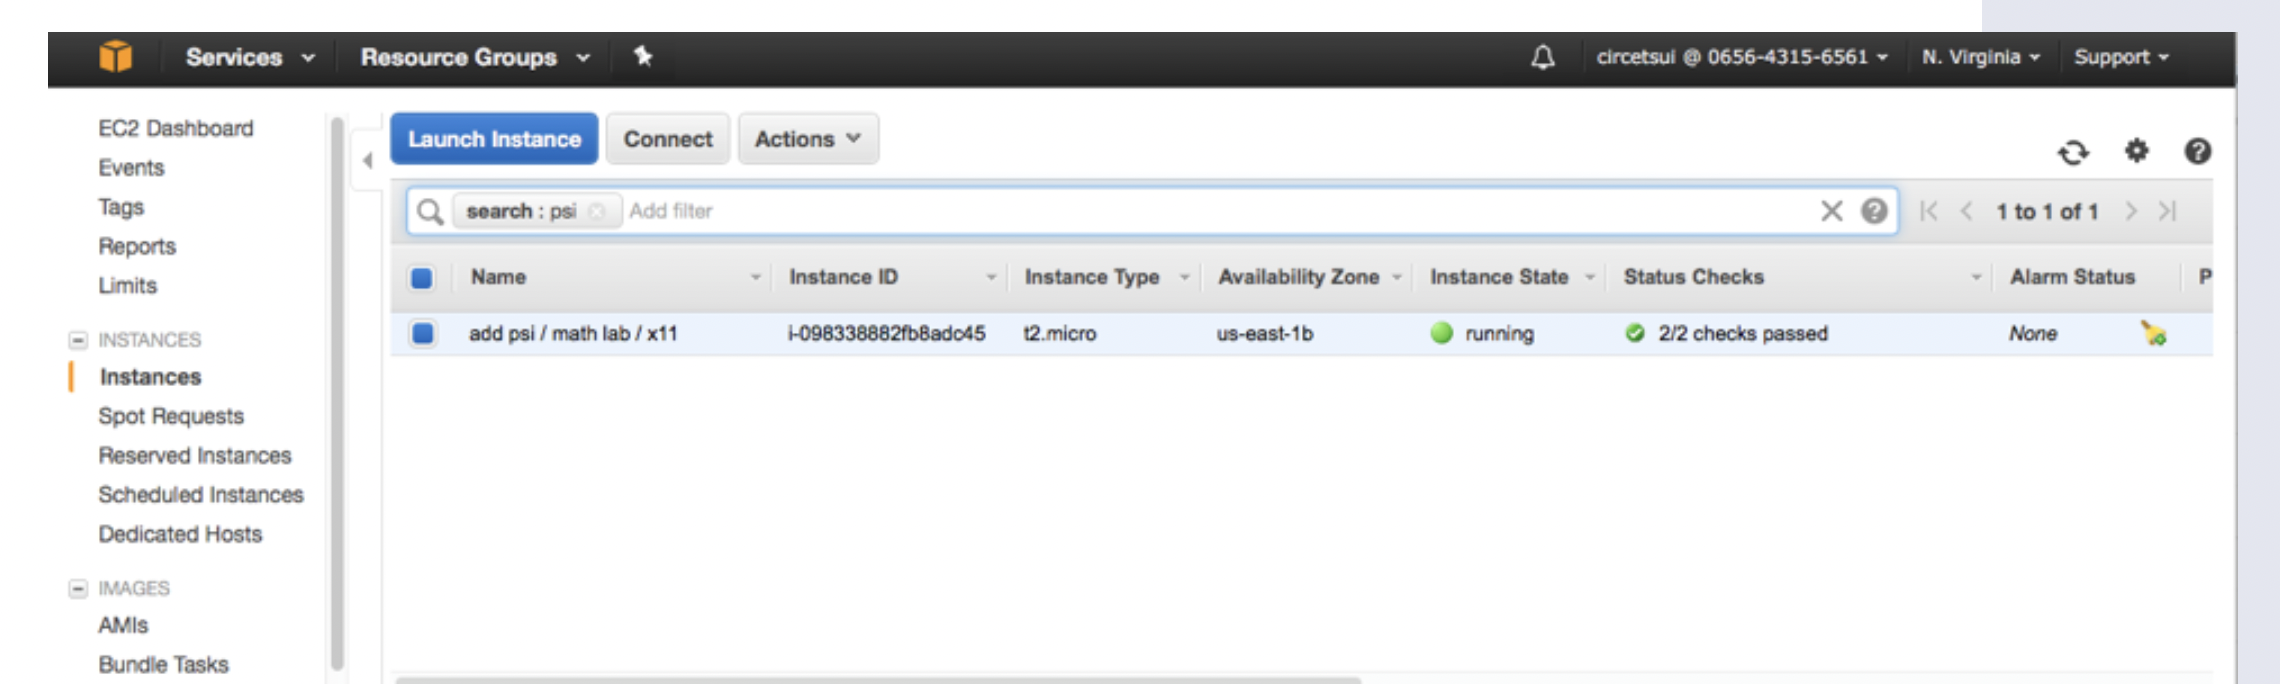 Services Resource Groups circetsui @ 0656-4315-6561 N. Virginia Support
EC2 Dashboard
Events
Tags
Reports
Limits
INSTANCES
Instances
Spot Requests
Reserved Instances
Scheduled Instances
Dedicated Hosts
IMAGES
AMIs
Bundle Tasks
Launch Instance Connect Actions
search : psi Add filter 1 to 1 of 1
Name Instance ID Instance Type Availability Zone Instance State Status Checks Alarm Status P
add psi / math lab / x11 i-098338882fb8adc45 t2.micro us-east-1b running 2/2 checks passed None